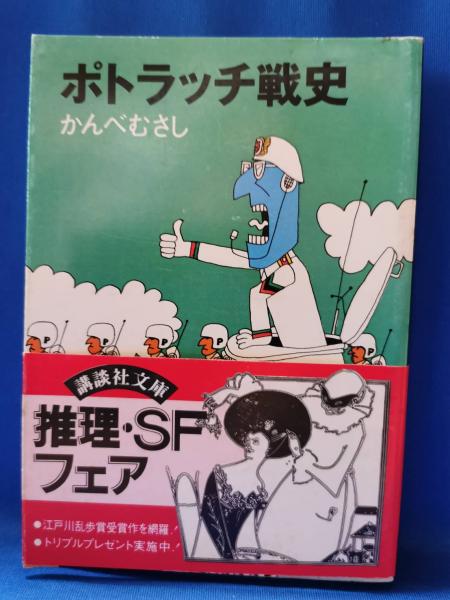 ポトラッチ戦史
かんべむさし
P
P
P
P
講談社文庫
推理・SF
フェア
●江戸川乱歩賞受賞作を網羅!
●トリプルプレゼント実施中!